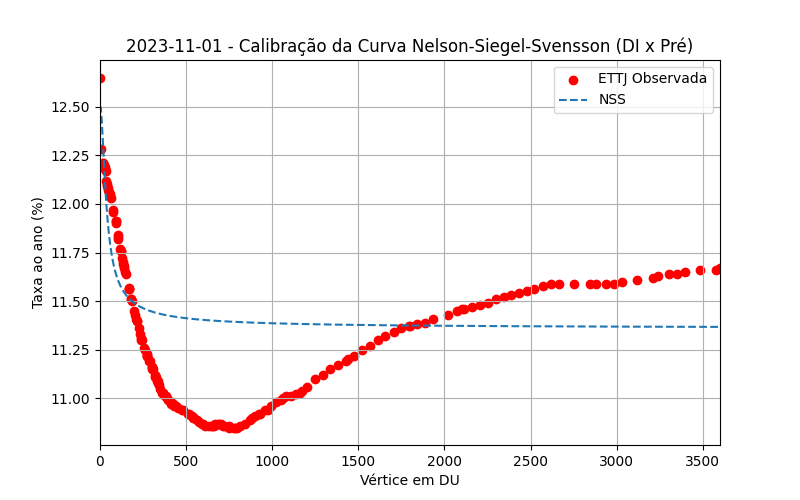 2023-11-01 - Calibração da Curva Nelson-Siegel-Svensson (DI x Pré)
ETTJ Observada
NSS
Taxa ao ano (%)
12.50
12.25
12.00
11.75
11.50
11.25
11.00
0 500 1000 1500 2000 2500 3000 3500
Vértice em DU